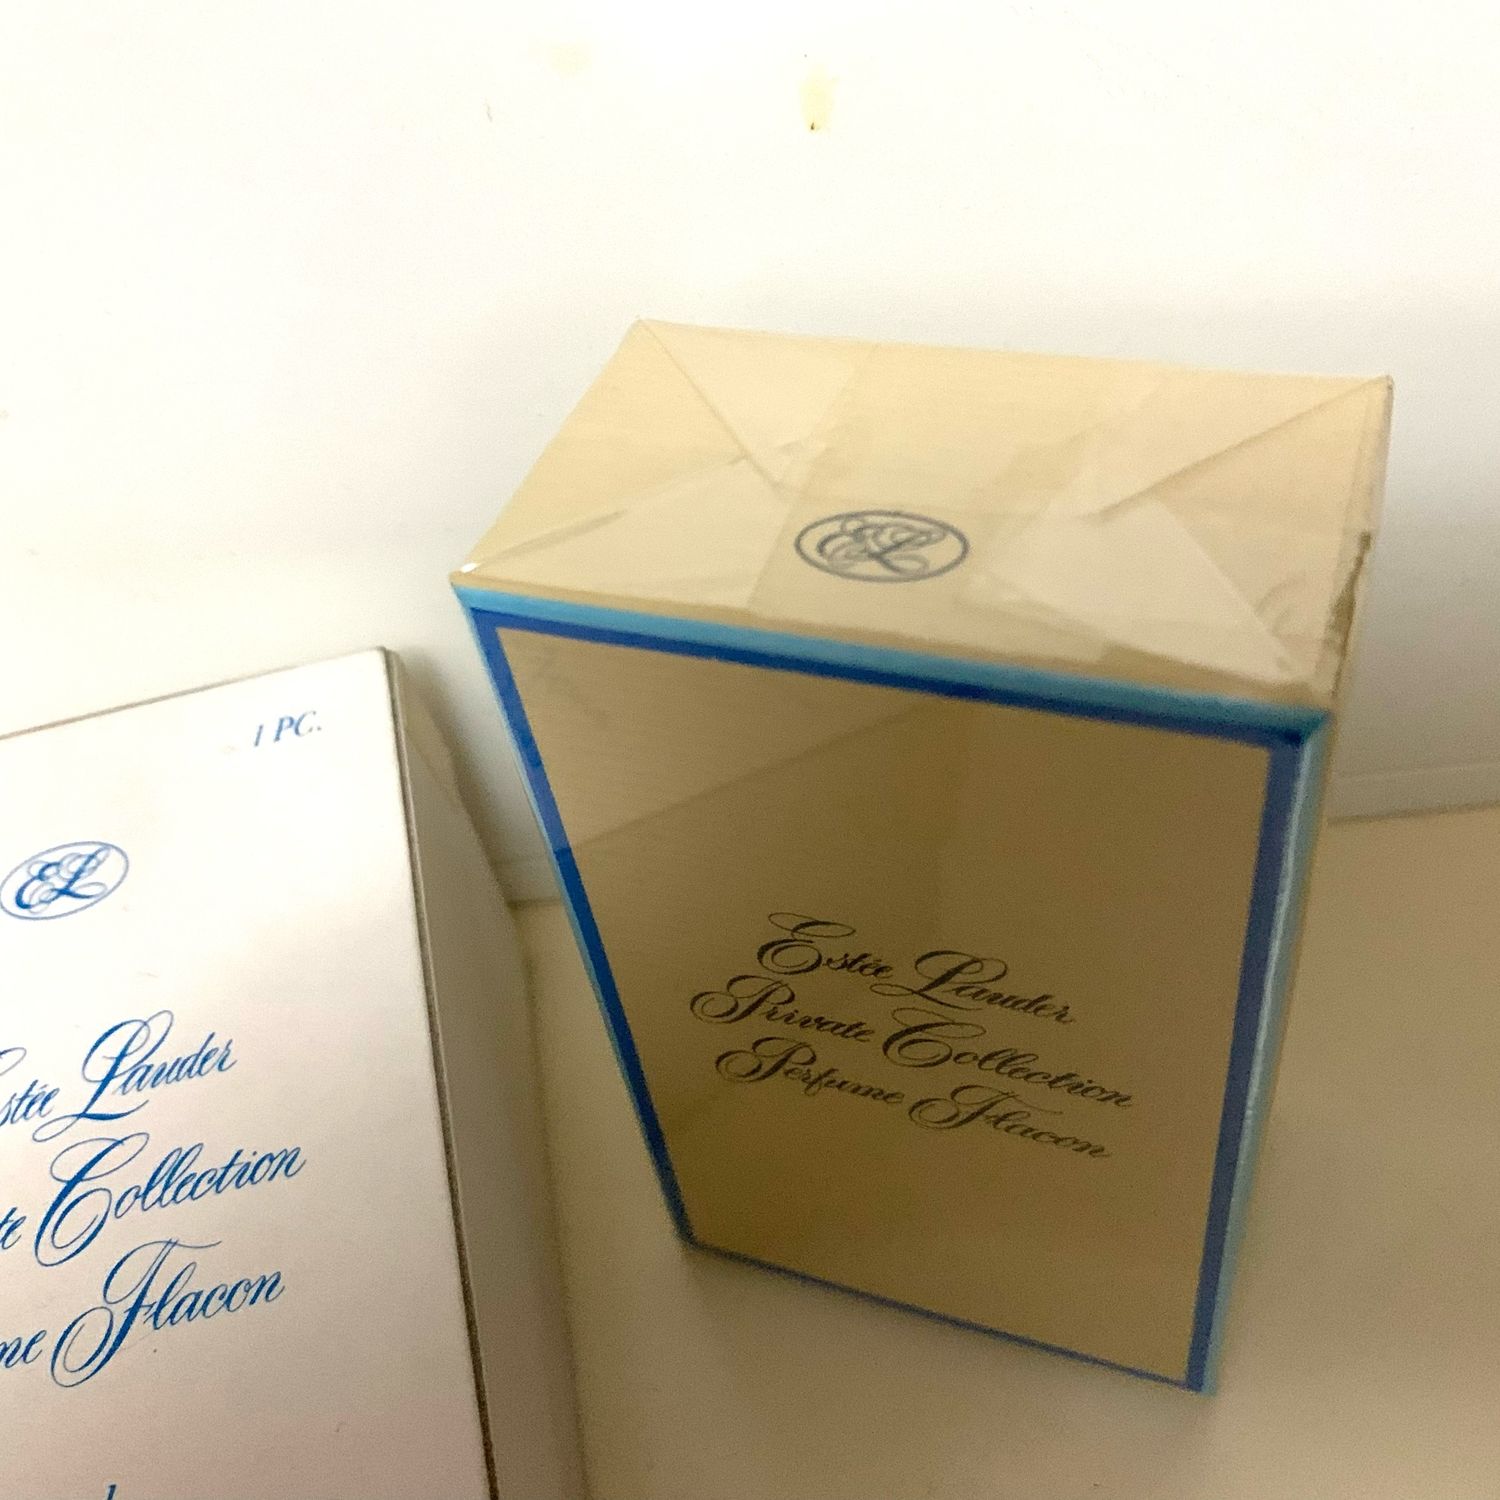 1 PC.
EL
Lauder
Collection
Flacon
EL
Estée Lauder
Private Collection
Perfume Flacon